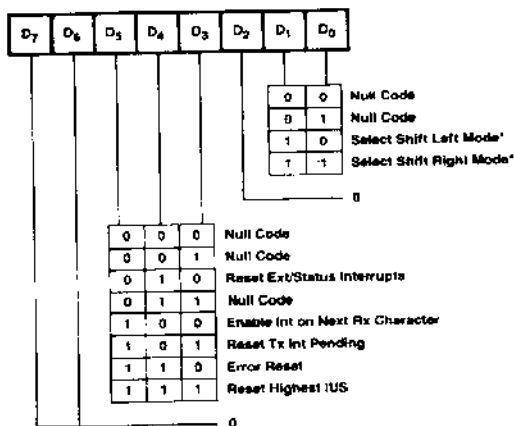 D7 D6 D5 D4 D3 D2 D1 D0
0 0 Null Code
0 1 Null Code
1 0 Select Shift Left Mode*
1 1 Select Shift Right Mode*
0
0 0 0 Null Code
0 0 1 Null Code
0 1 0 Reset Ext/Status Interrupts
0 1 1 Null Code
1 0 0 Enable Int on Next Rx Character
1 0 1 Reset Tx Int Pending
1 1 0 Error Reset
1 1 1 Reset Highest IUS
0